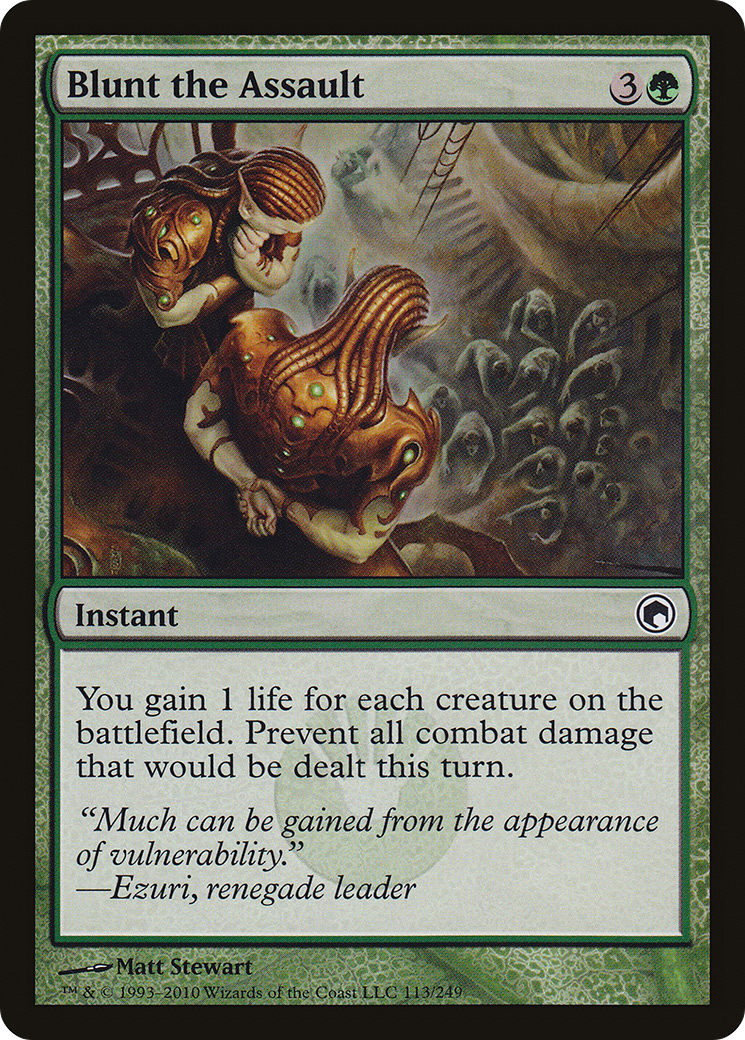 Blunt the Assault 3
Instant
You gain 1 life for each creature on the
battlefield. Prevent all combat damage
that would be dealt this turn.
“Much can be gained from the appearance
of vulnerability.”
—Ezuri, renegade leader
Matt Stewart
™ & © 1993–2010 Wizards of the Coast LLC 113/249